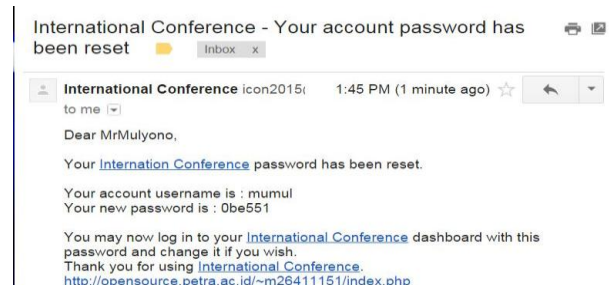 International Conference - Your account password has
been reset
Inbox x
International Conference icon2015( 1:45 PM (1 minute ago)
to me
Dear MrMulyono,
Your Internation Conference password has been reset.
Your account username is : mumul
Your new password is : 0be551
You may now log in to your International Conference dashboard with this
password and change it if you wish.
Thank you for using International Conference.
http://opensource.petra.ac.id/~m26411151/index.php